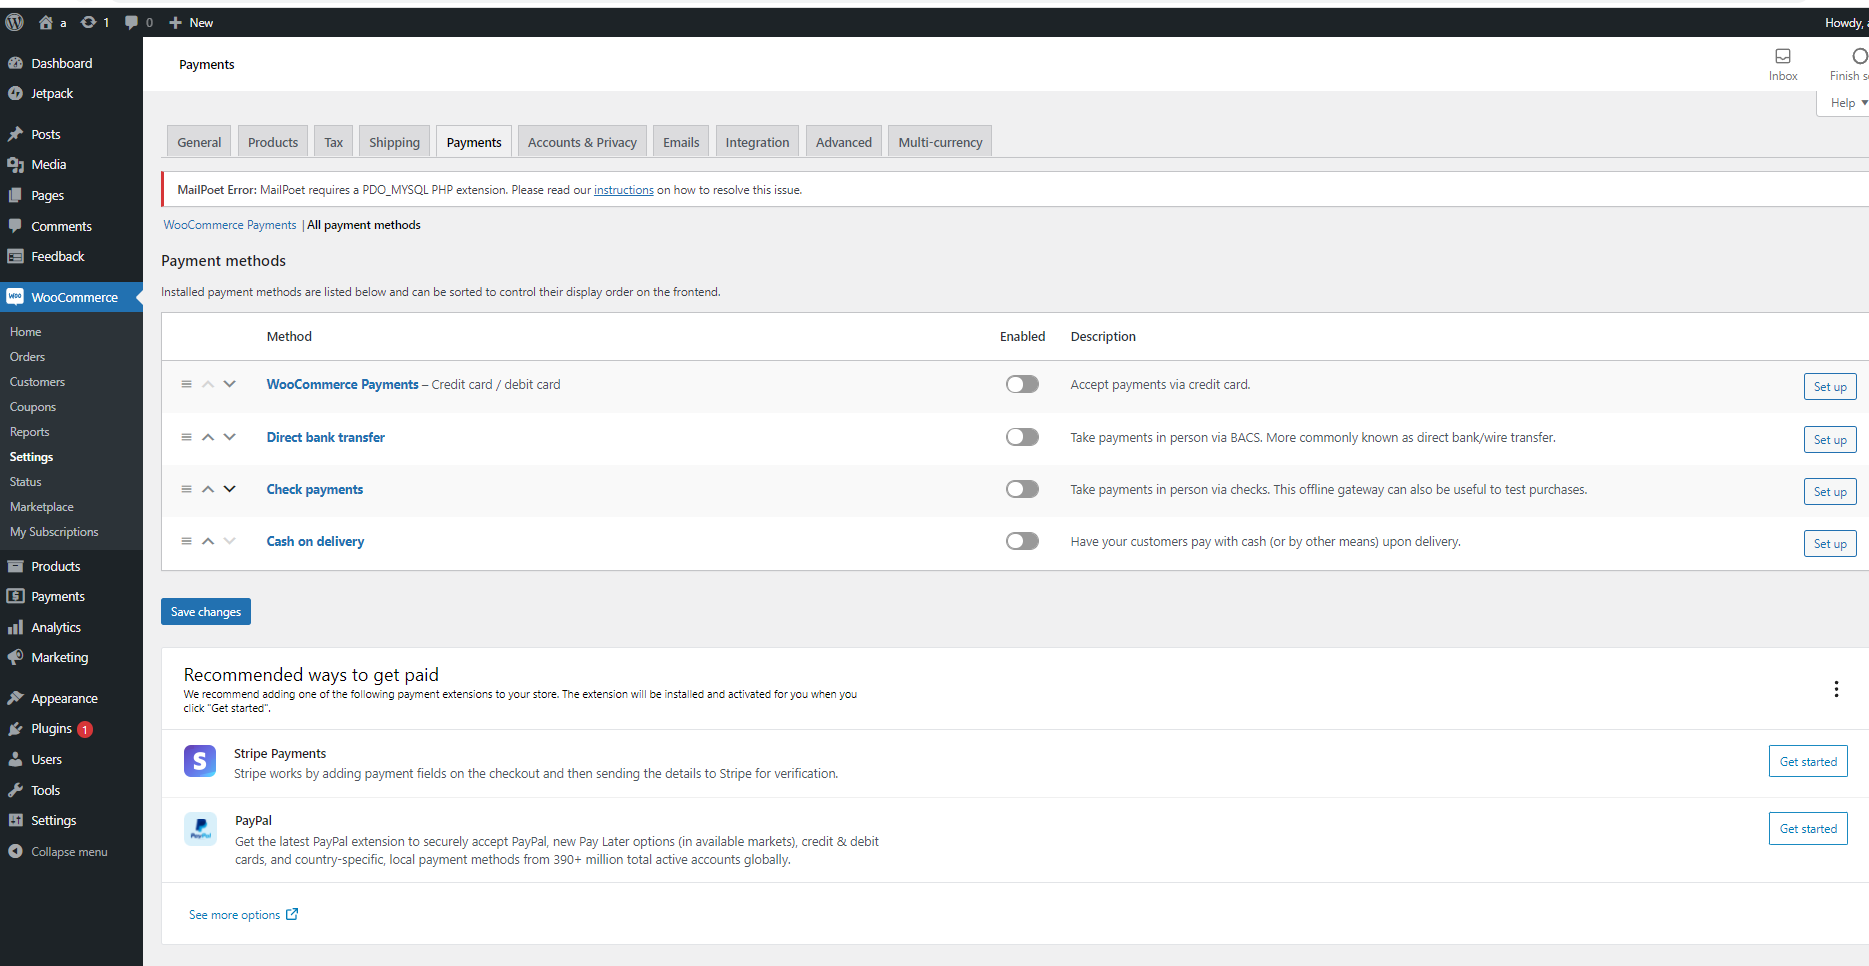 a 1 0 New
Howdy, a
Dashboard
Jetpack
Posts
Media
Pages
Comments
Feedback
WooCommerce
Home
Orders
Customers
Coupons
Reports
Settings
Status
Marketplace
My Subscriptions
Products
Payments
Analytics
Marketing
Appearance
Plugins 1
Users
Tools
Settings
Collapse menu
Payments
Inbox
Finish s
Help
General Products Tax Shipping Payments Accounts & Privacy Emails Integration Advanced Multi-currency
MailPoet Error: MailPoet requires a PDO_MYSQL PHP extension. Please read our instructions on how to resolve this issue.
WooCommerce Payments | All payment methods
Payment methods
Installed payment methods are listed below and can be sorted to control their display order on the frontend.
Method Enabled Description
WooCommerce Payments – Credit card / debit card Accept payments via credit card. Set up
Direct bank transfer Take payments in person via BACS. More commonly known as direct bank/wire transfer. Set up
Check payments Take payments in person via checks. This offline gateway can also be useful to test purchases. Set up
Cash on delivery Have your customers pay with cash (or by other means) upon delivery. Set up
Save changes
Recommended ways to get paid
We recommend adding one of the following payment extensions to your store. The extension will be installed and activated for you when you
click "Get started".
S
Stripe Payments
Stripe works by adding payment fields on the checkout and then sending the details to Stripe for verification.
Get started
PayPal
PayPal
Get the latest PayPal extension to securely accept PayPal, new Pay Later options (in available markets), credit & debit
cards, and country-specific, local payment methods from 390+ million total active accounts globally.
Get started
See more options